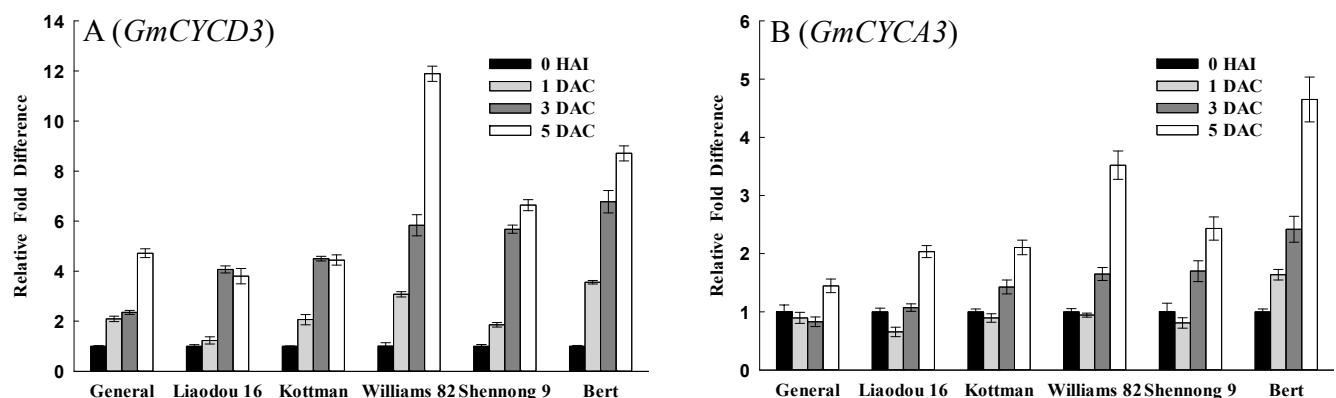 A (GmCYCD3)
Relative Fold Difference
14
12
10
8
6
4
2
0
0 HAI
1 DAC
3 DAC
5 DAC
General
Liaodou 16
Kottman
Williams 82
Shennong 9
Bert
B (GmCYCA3)
Relative Fold Difference
6
5
4
3
2
1
0
0 HAI
1 DAC
3 DAC
5 DAC
General
Liaodou 16
Kottman
Williams 82
Shennong 9
Bert